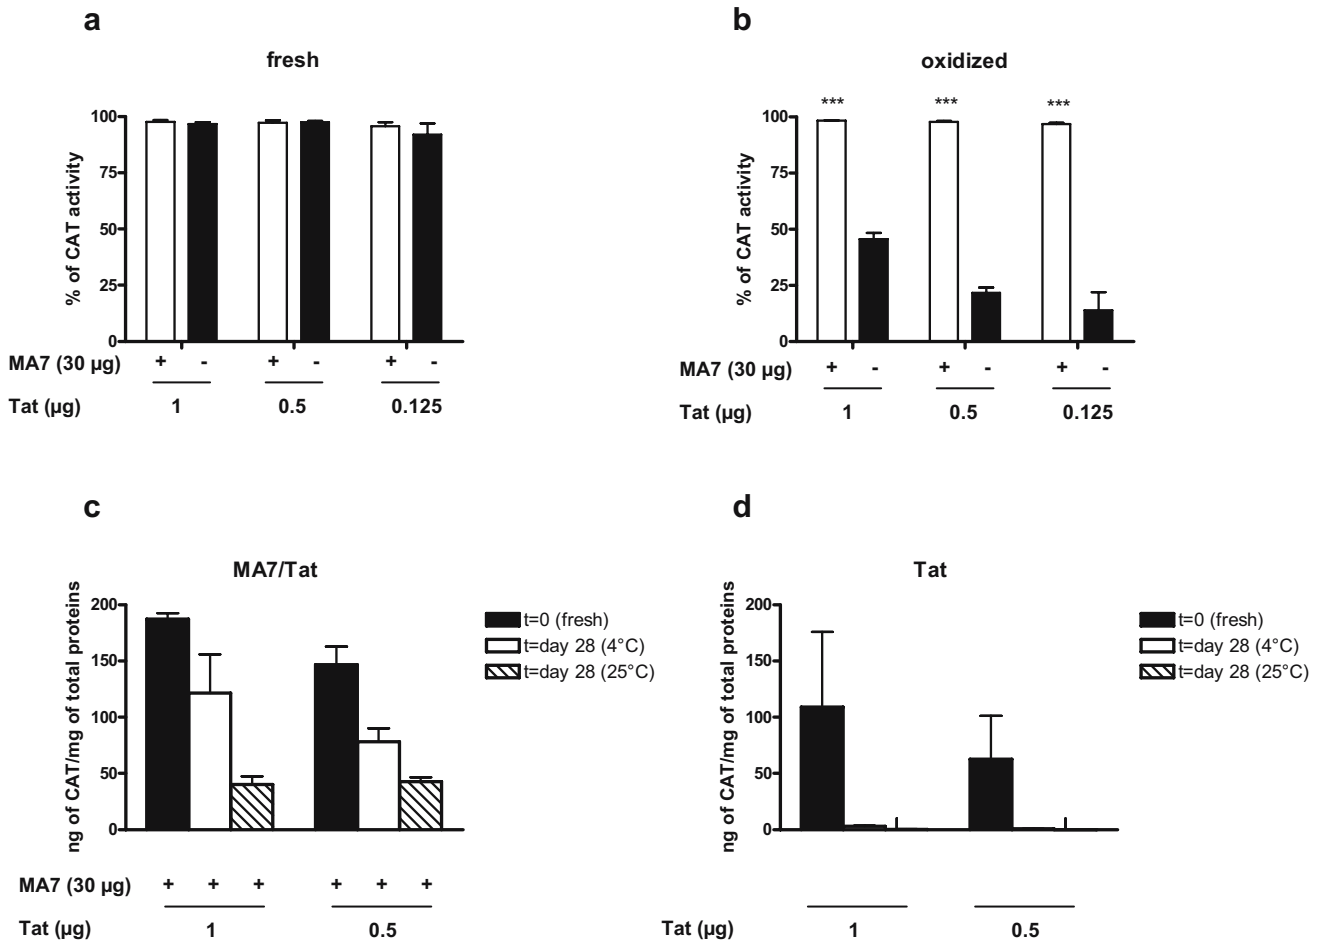 a
fresh
% of CAT activity
100
75
50
25
0
MA7 (30 µg) + - + - + -
Tat (µg) 1 0.5 0.125
b
oxidized
% of CAT activity
100
75
50
25
0
*** *** ***
MA7 (30 µg) + - + - + -
Tat (µg) 1 0.5 0.125
c
MA7/Tat
ng of CAT/mg of total proteins
200
150
100
50
0
t=0 (fresh)
t=day 28 (4°C)
t=day 28 (25°C)
MA7 (30 µg) + + + + + +
Tat (µg) 1 0.5
d
Tat
ng of CAT/mg of total proteins
200
150
100
50
0
t=0 (fresh)
t=day 28 (4°C)
t=day 28 (25°C)
Tat (µg) 1 0.5